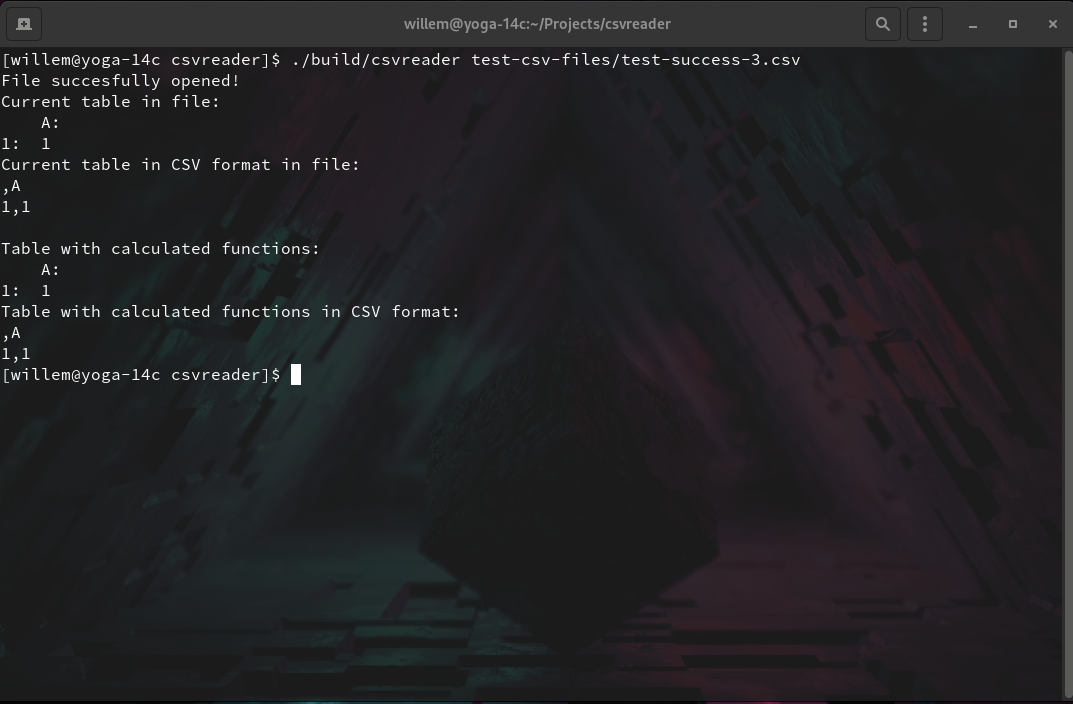 willem@yoga-14c:~/Projects/csvreader
[willem@yoga-14c csvreader]$ ./build/csvreader test-csv-files/test-success-3.csv
File succesfully opened!
Current table in file:
    A:
1:  1
Current table in CSV format in file:
,A
1,1

Table with calculated functions:
    A:
1:  1
Table with calculated functions in CSV format:
,A
1,1
[willem@yoga-14c csvreader]$